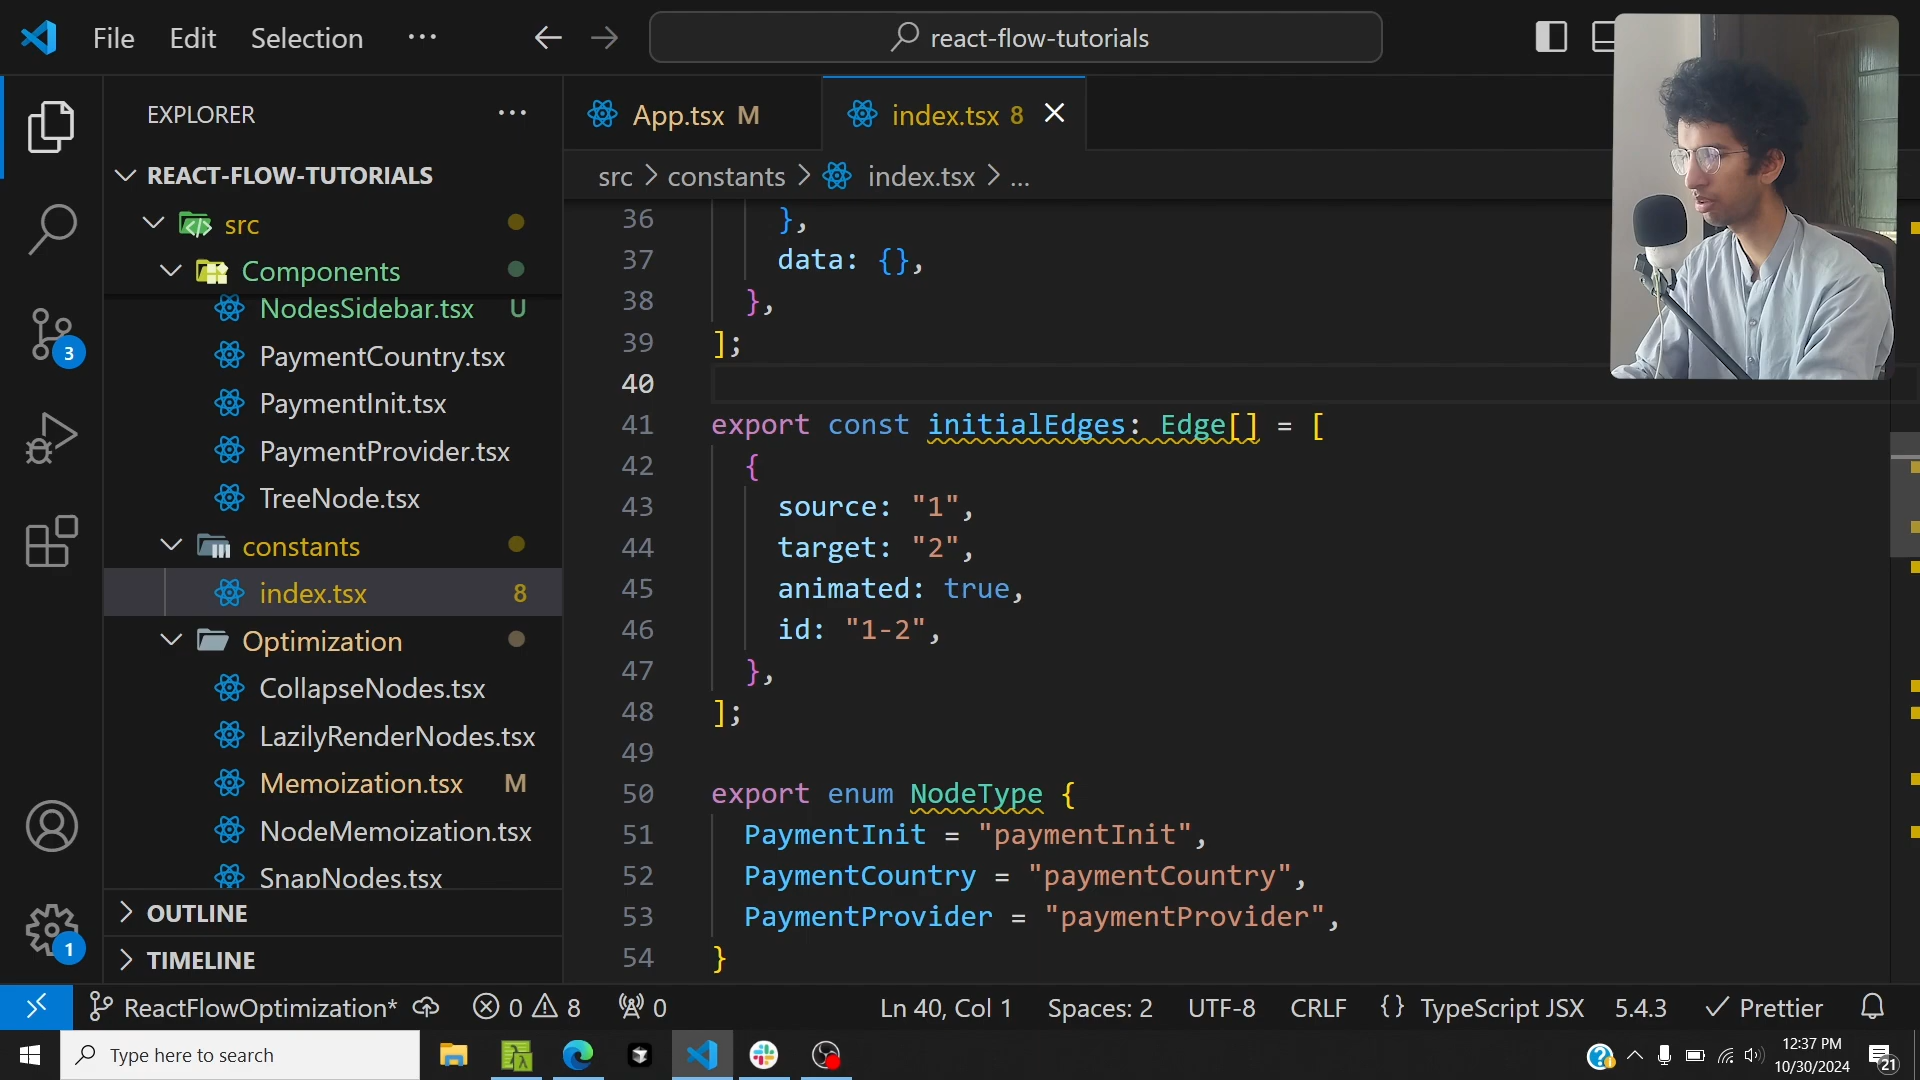 File Edit Selection ··· react-flow-tutorials
EXPLORER ···
REACT-FLOW-TUTORIALS
src
Components
NodesSidebar.tsx U
PaymentCountry.tsx
PaymentInit.tsx
PaymentProvider.tsx
TreeNode.tsx
constants
index.tsx 8
Optimization
CollapseNodes.tsx
LazilyRenderNodes.tsx
Memoization.tsx M
NodeMemoization.tsx
SnapNodes.tsx
OUTLINE
TIMELINE
3
1
App.tsx M index.tsx 8
src > constants > index.tsx > ...
36 },
37 data: {},
38 },
39 ];
40
41 export const initialEdges: Edge[] = [
42 {
43 source: "1",
44 target: "2",
45 animated: true,
46 id: "1-2",
47 },
48 ];
49
50 export enum NodeType {
51 PaymentInit = "paymentInit",
52 PaymentCountry = "paymentCountry",
53 PaymentProvider = "paymentProvider",
54 }
ReactFlowOptimization* 0 8 0 Ln 40, Col 1 Spaces: 2 UTF-8 CRLF {} TypeScript JSX 5.4.3 Prettier
Type here to search
12:37 PM
10/30/2024
21